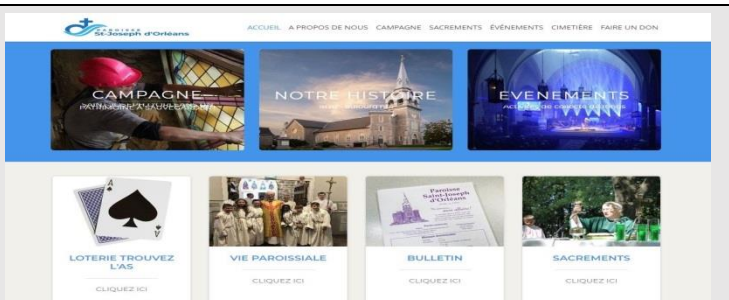 PAROISSE
St-Joseph d'Orléans
ACCUEIL A PROPOS DE NOUS CAMPAGNE SACREMENTS ÉVÉNEMENTS CIMETIÈRE FAIRE UN DON
CAMPAGNE
NOTRE HISTOIRE
EVENEMENTS
A
A
Paroisse
Saint-Joseph
d'Orléans
LOTERIE TROUVEZ
L'AS
CLIQUEZ ICI
VIE PAROISSIALE
CLIQUEZ ICI
BULLETIN
CLIQUEZ ICI
SACREMENTS
CLIQUEZ ICI